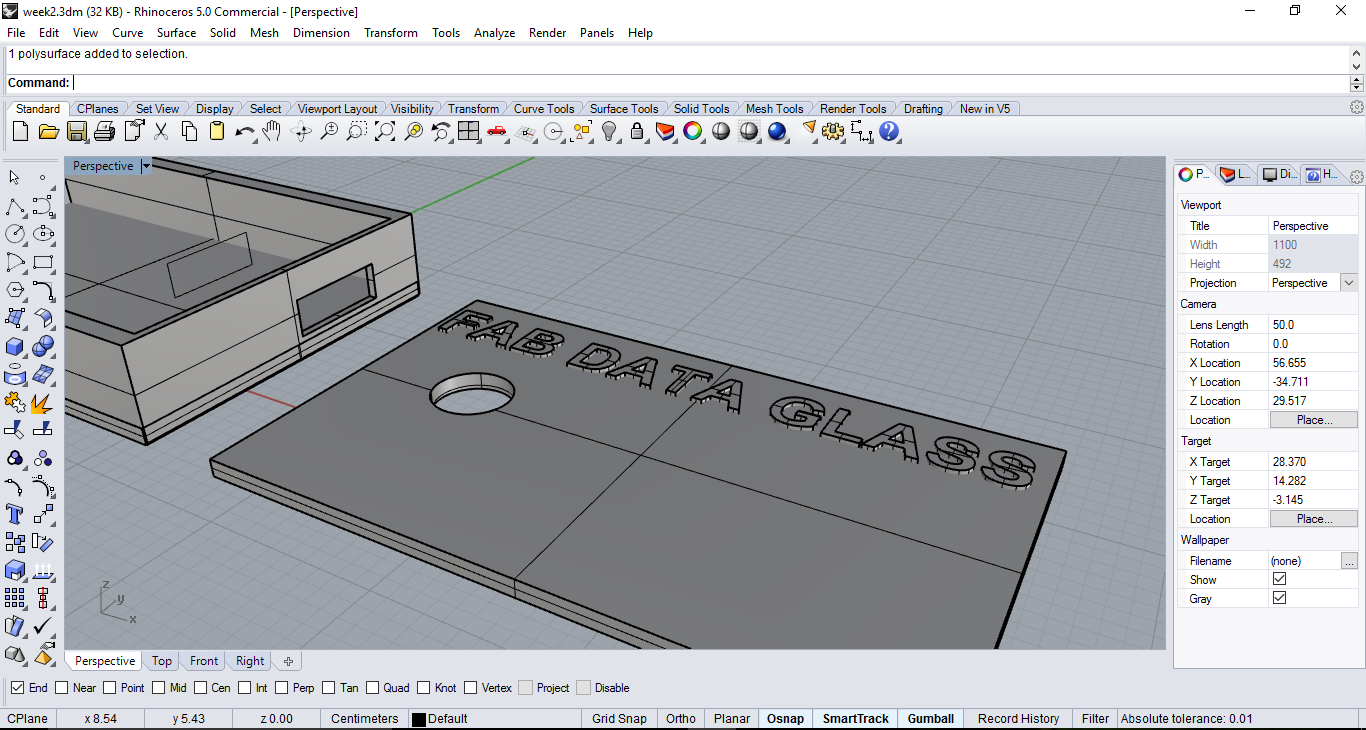 week2.3dm (32 KB) - Rhinoceros 5.0 Commercial - [Perspective]
File Edit View Curve Surface Solid Mesh Dimension Transform Tools Analyze Render Panels Help
1 polysurface added to selection.
Command:
Standard CPlanes Set View Display Select Viewport Layout Visibility Transform Curve Tools Surface Tools Solid Tools Mesh Tools Render Tools Drafting New in V5
Perspective
P... L... Di... H...
Viewport
Title Perspective
Width 1100
Height 492
Projection Perspective
Camera
Lens Length 50.0
Rotation 0.0
X Location 56.655
Y Location -34.711
Z Location 29.517
Location Place...
Target
X Target 28.370
Y Target 14.282
Z Target -3.145
Location Place...
Wallpaper
Filename (none) ...
Show
Gray
FAB DATA GLASS
z
y
x
Perspective Top Front Right
End Near Point Mid Cen Int Perp Tan Quad Knot Vertex Project Disable
CPlane x 8.54 y 5.43 z 0.00 Centimeters Default Grid Snap Ortho Planar Osnap SmartTrack Gumball Record History Filter Absolute tolerance: 0.01